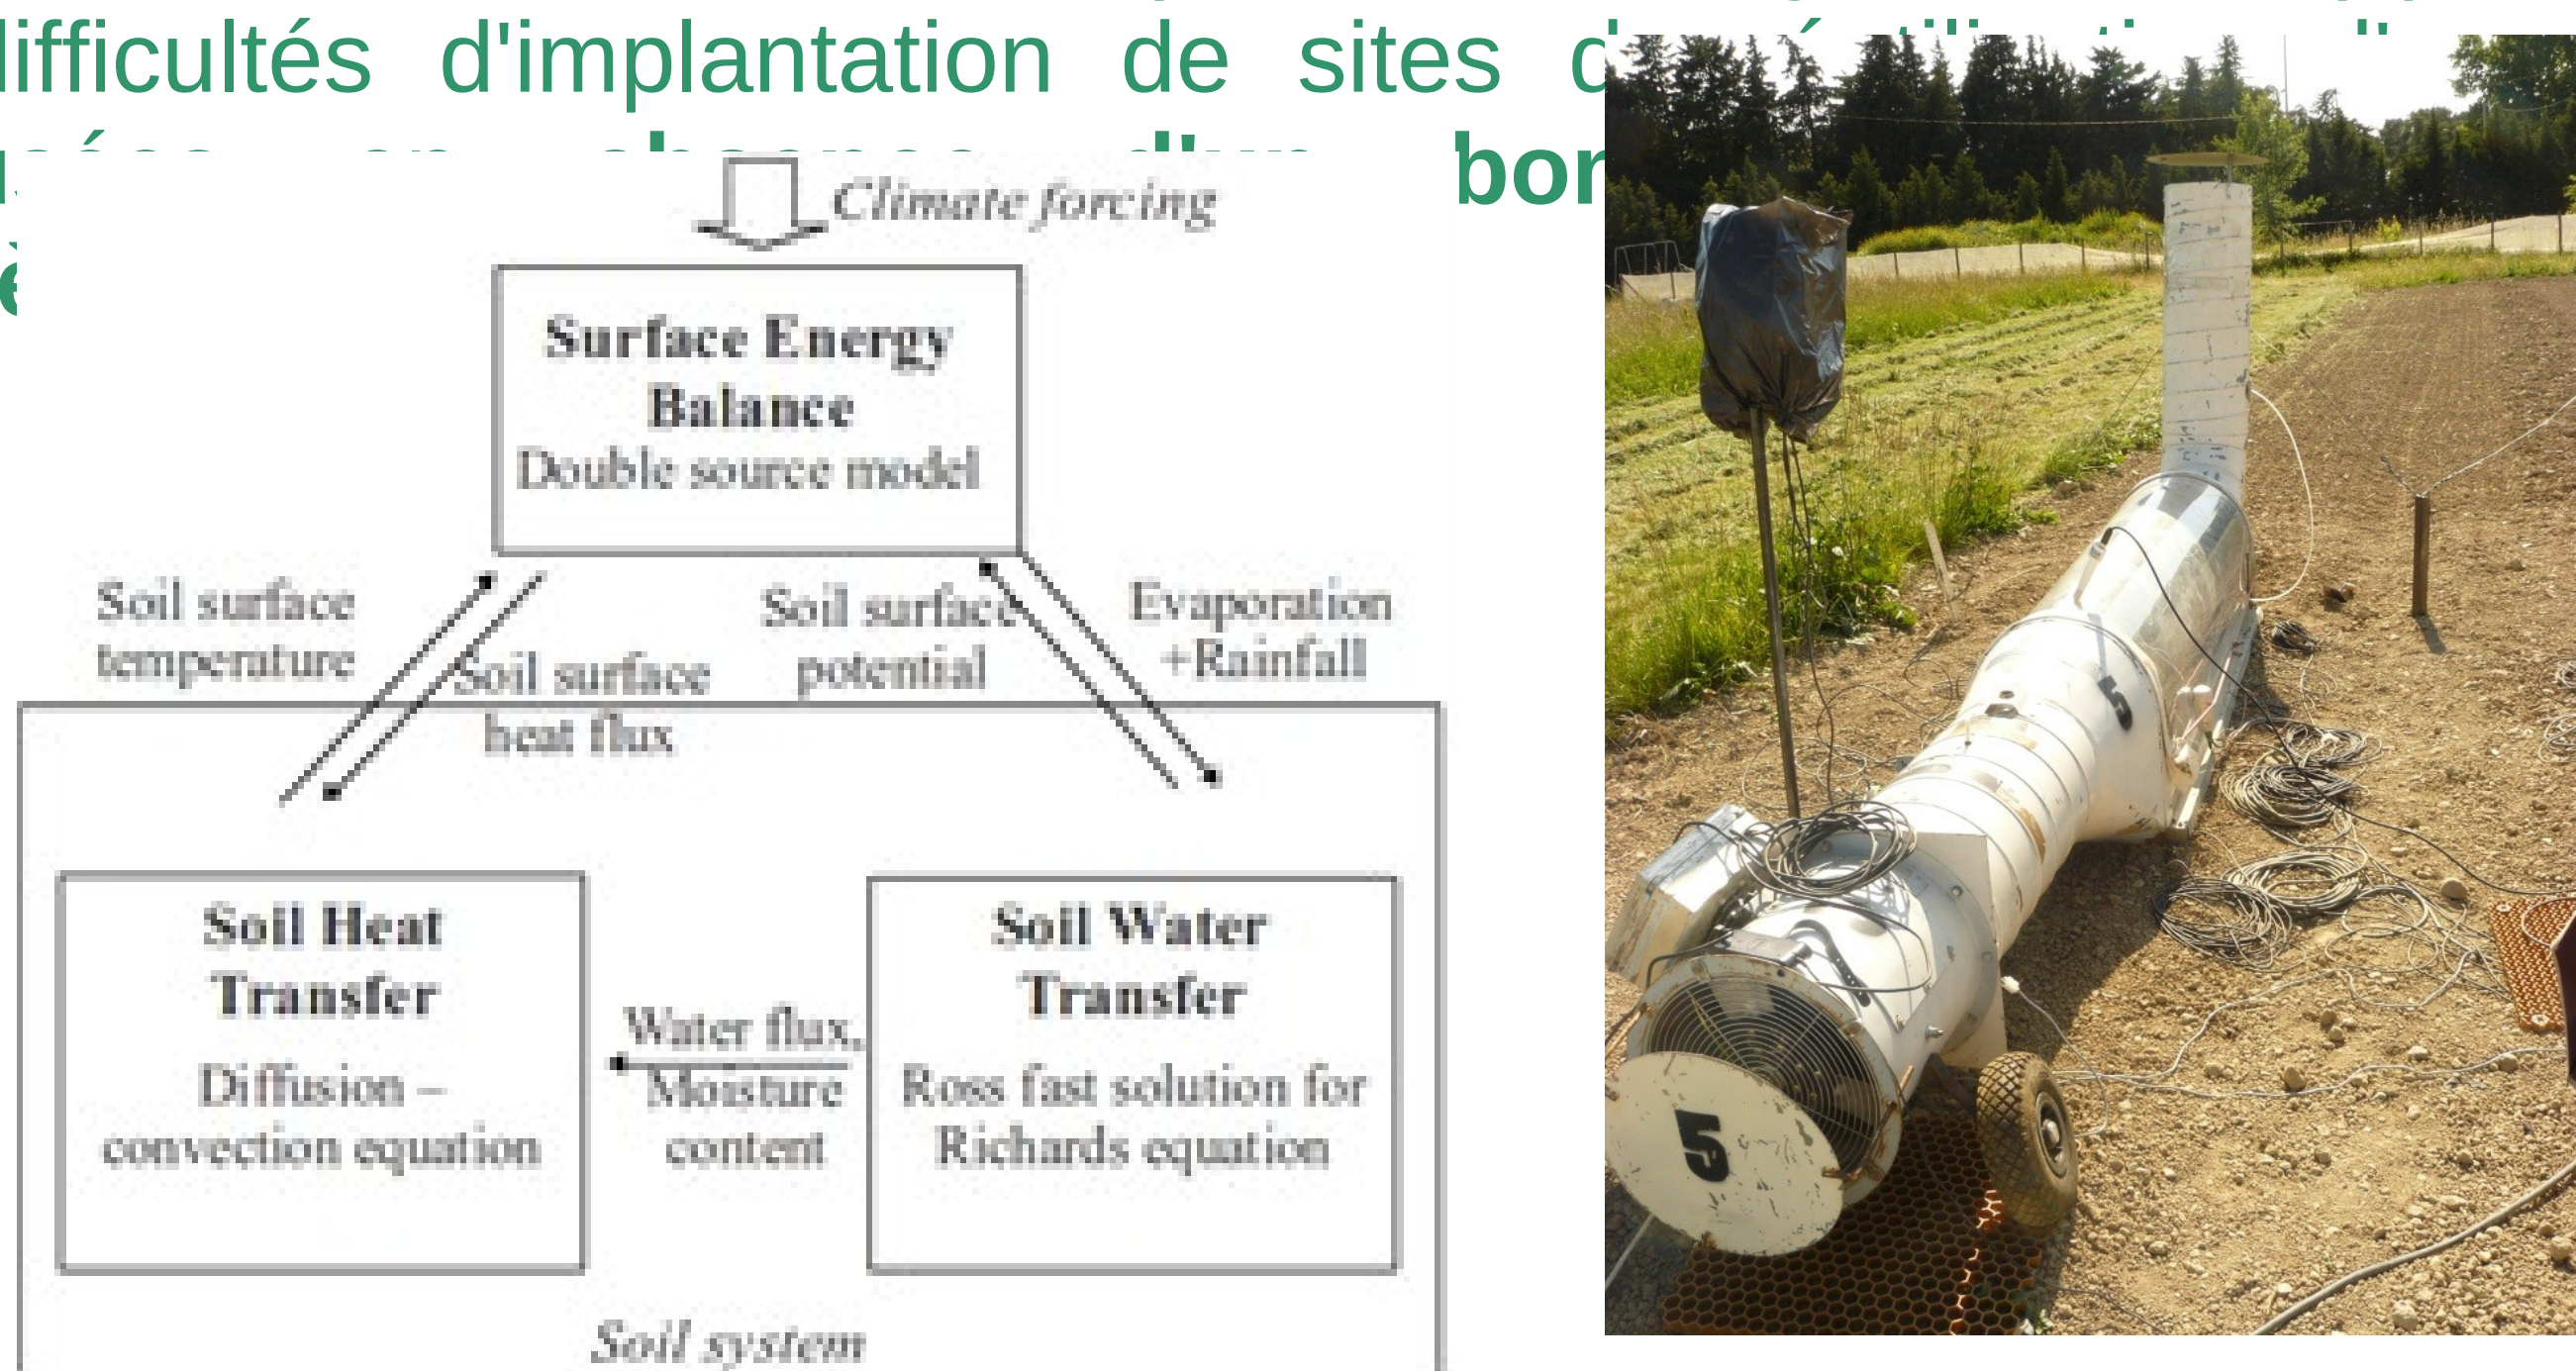 difficultés d'implantation de sites
bon
Climate forcing
Surface Energy
Balance
Double source model
Soil surface
temperature
Soil surface
heat flux
Soil surface
potential
Evaporation
+Rainfall
Soil Heat
Transfer
Diffusion –
convection equation
Water flux,
Moisture
content
Soil Water
Transfer
Ross fast solution for
Richards equation
Soil system
5
5